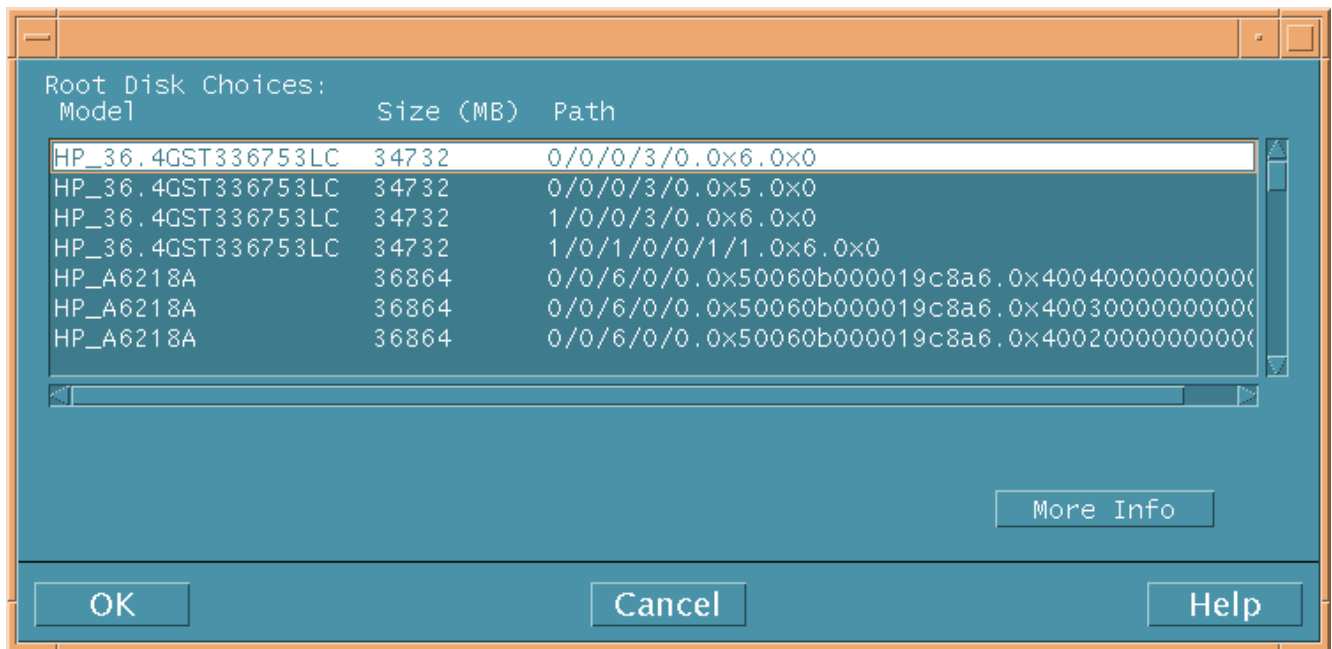 Root Disk Choices:
Model Size (MB) Path
HP_36.4GST336753LC 34732 0/0/0/3/0.0x6.0x0
HP_36.4GST336753LC 34732 0/0/0/3/0.0x5.0x0
HP_36.4GST336753LC 34732 1/0/0/3/0.0x6.0x0
HP_36.4GST336753LC 34732 1/0/1/0/0/1/1.0x6.0x0
HP_A6218A 36864 0/0/6/0/0.0x50060b000019c8a6.0x400400000000000
HP_A6218A 36864 0/0/6/0/0.0x50060b000019c8a6.0x400300000000000
HP_A6218A 36864 0/0/6/0/0.0x50060b000019c8a6.0x400200000000000
More Info
OK Cancel Help